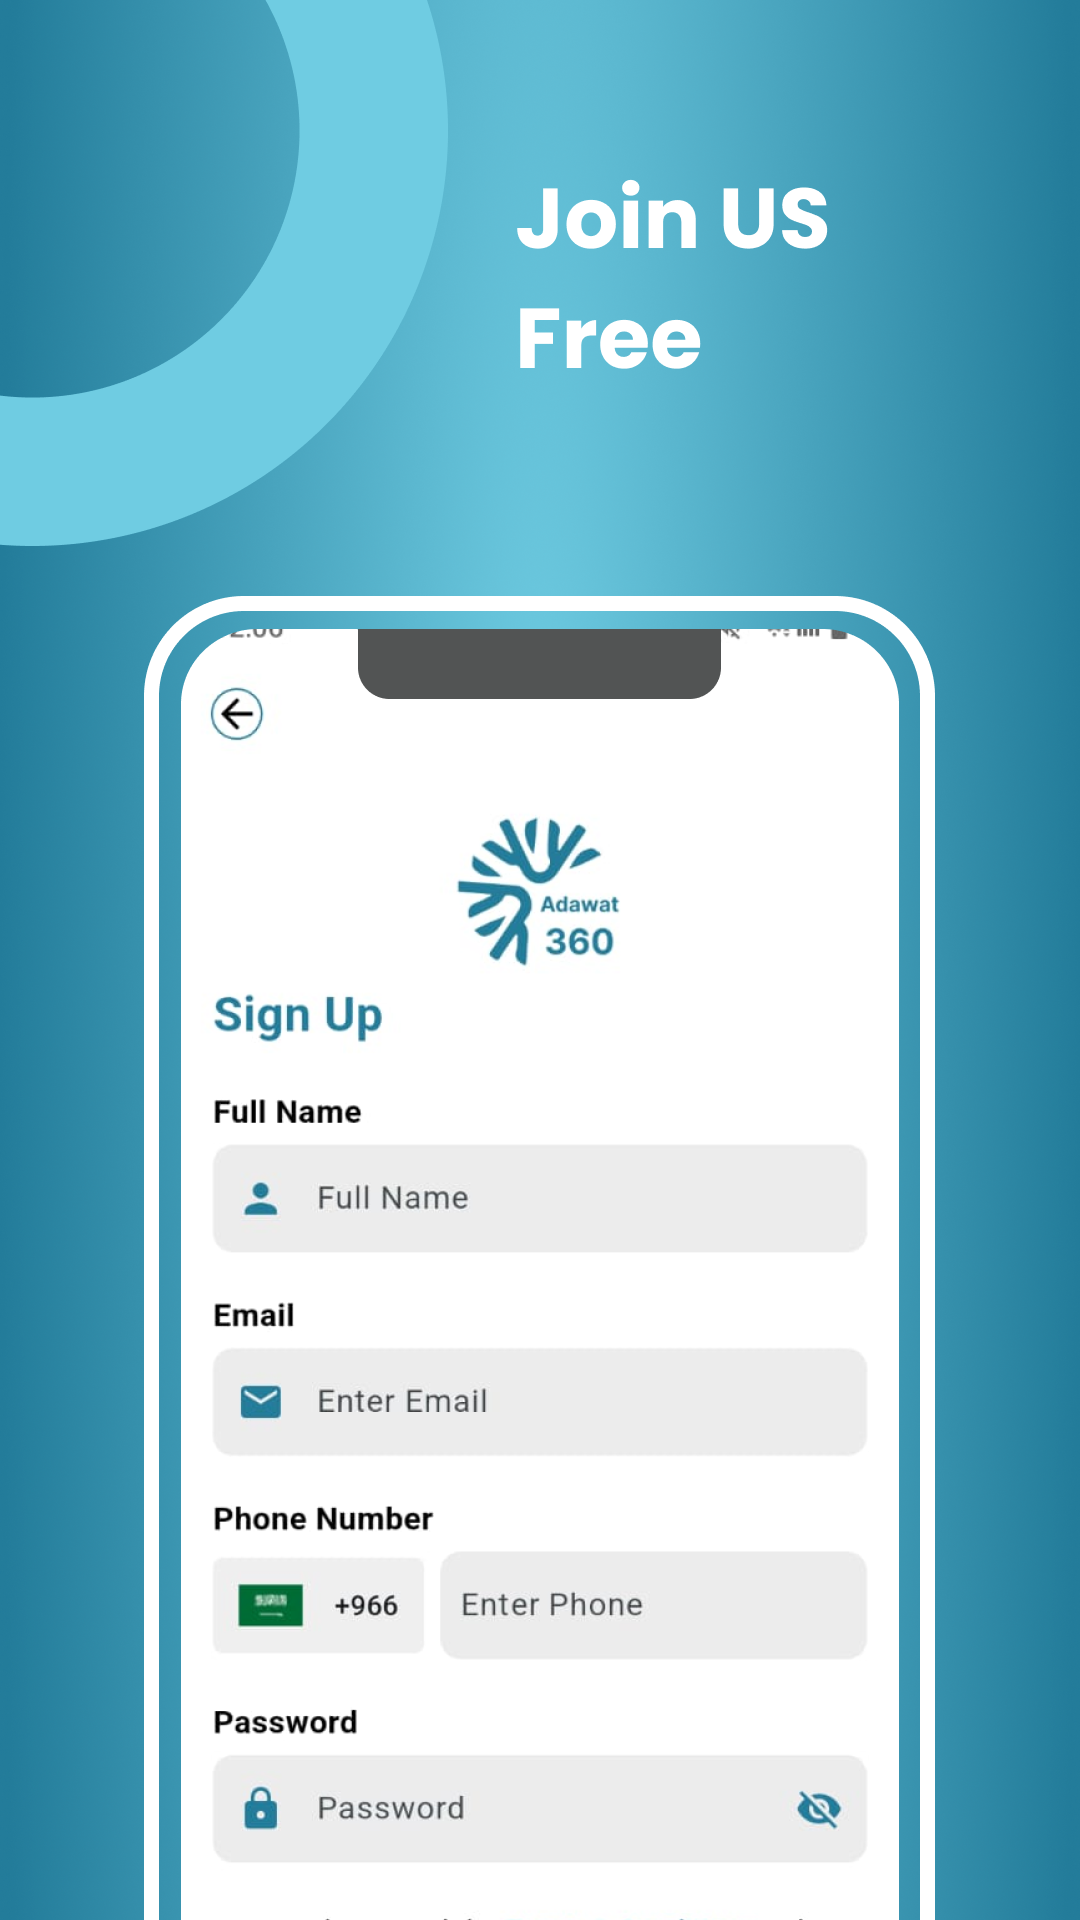 Join US
Free
Adawat
360
Sign Up
Full Name
Full Name
Email
Enter Email
Phone Number
+966
Enter Phone
Password
Password